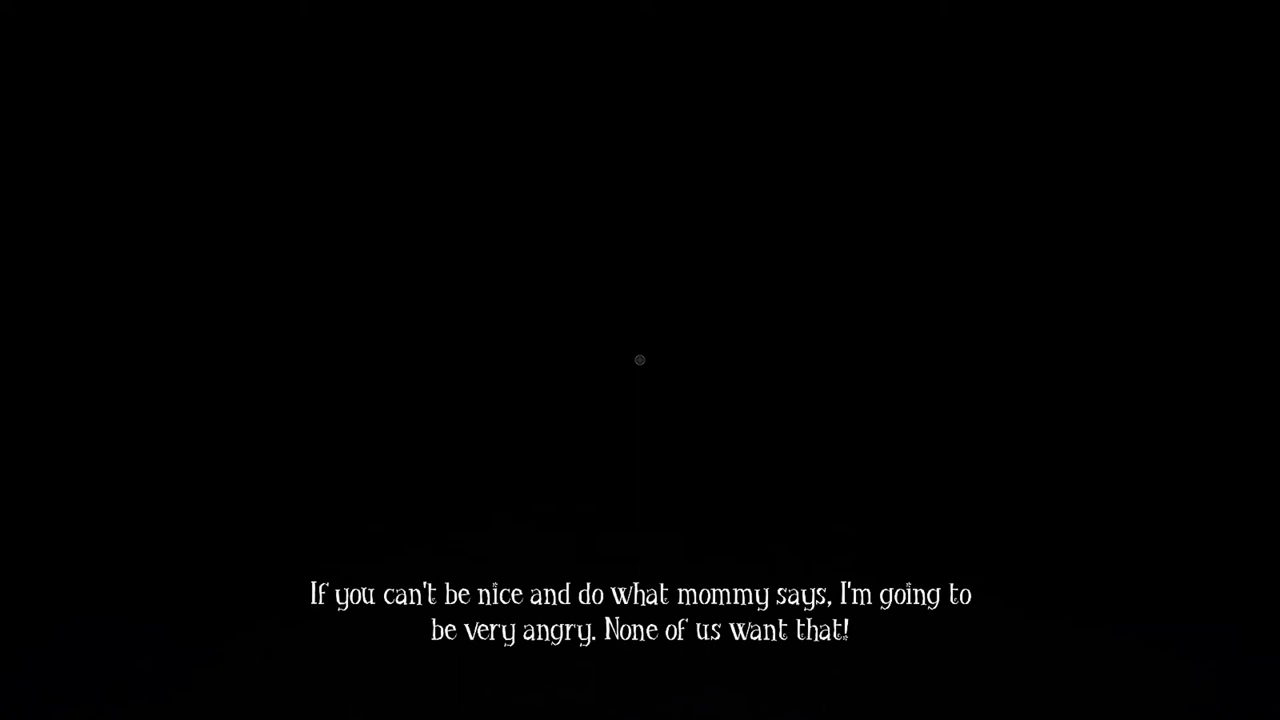 If you can't be nice and do what mommy says, I'm going to
be very angry. None of us want that!